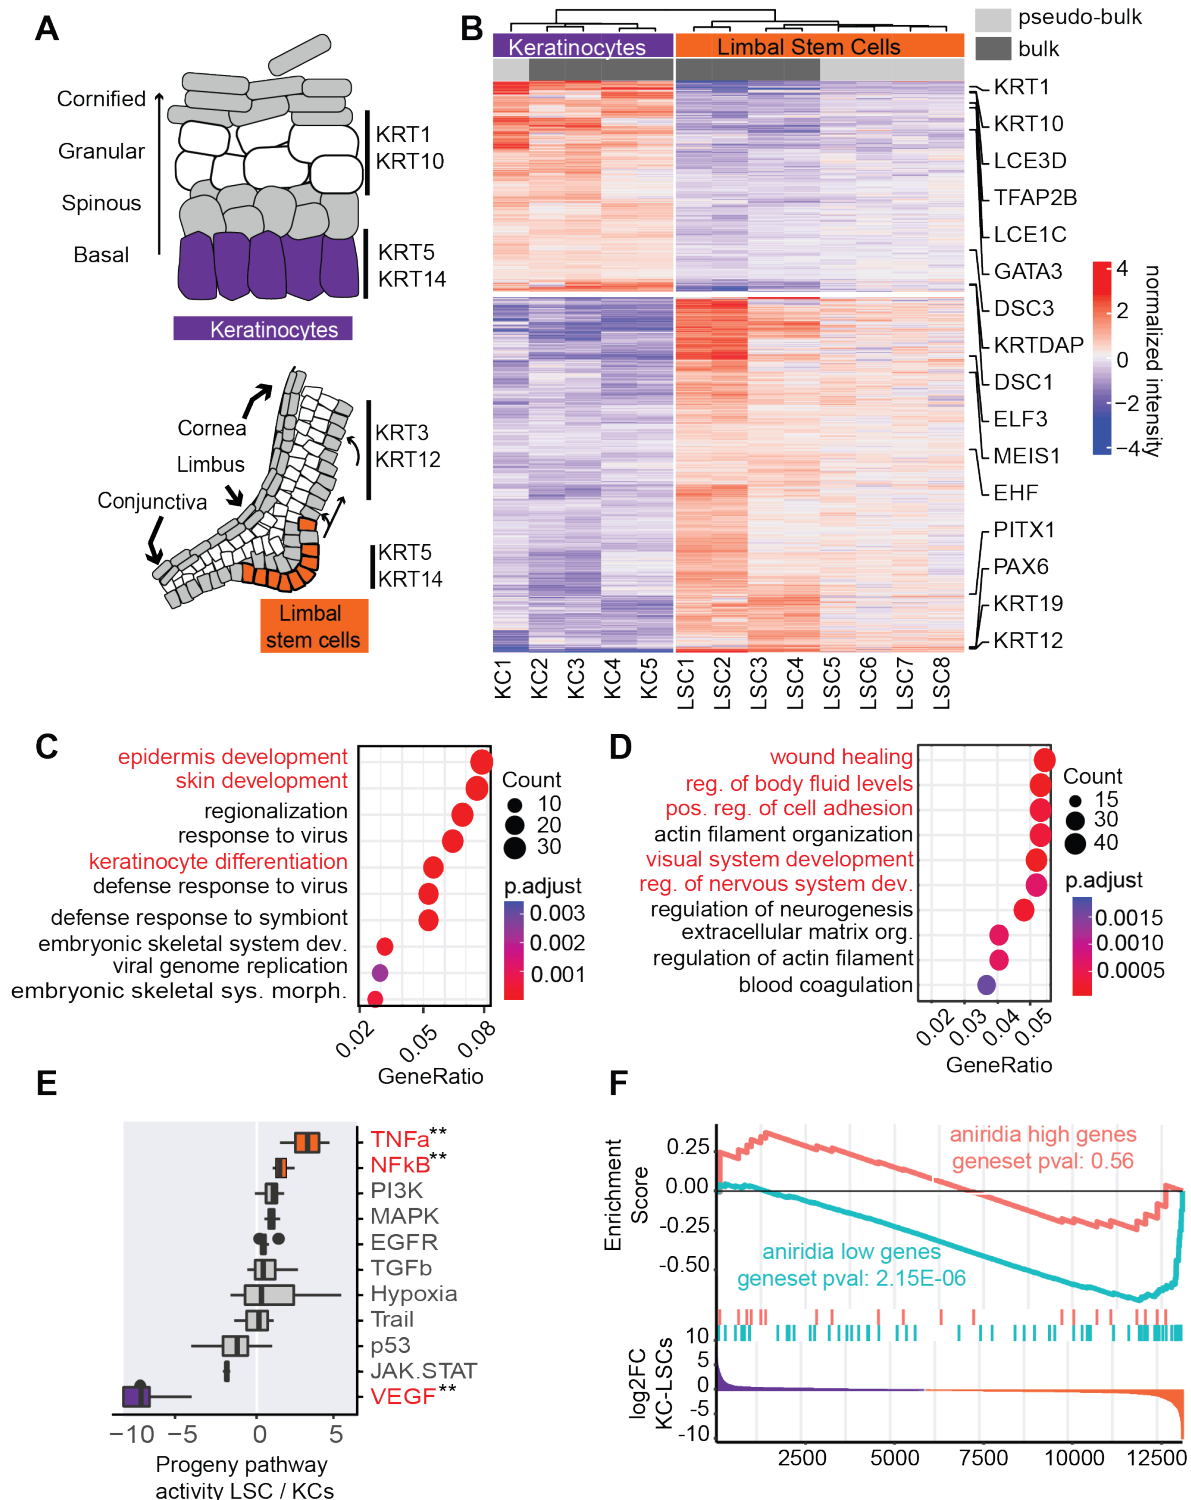 A
Cornified
Granular
Spinous
Basal
KRT1
KRT10
KRT5
KRT14
Keratinocytes
Cornea
Limbus
Conjunctiva
KRT3
KRT12
KRT5
KRT14
Limbal
stem cells
B
Keratinocytes
Limbal Stem Cells
pseudo-bulk
bulk
KRT1
KRT10
LCE3D
TFAP2B
LCE1C
GATA3
DSC3
KRTDAP
DSC1
ELF3
MEIS1
EHF
PITX1
PAX6
KRT19
KRT12
4
2
0
−2
−4
normalized intensity
KC1
KC2
KC3
KC4
KC5
LSC1
LSC2
LSC3
LSC4
LSC5
LSC6
LSC7
LSC8
C
epidermis development
skin development
regionalization
response to virus
keratinocyte differentiation
defense response to virus
defense response to symbiont
embryonic skeletal system dev.
viral genome replication
embryonic skeletal sys. morph.
0.02
0.05
0.08
GeneRatio
Count
10
20
30
p.adjust
0.003
0.002
0.001
D
wound healing
reg. of body fluid levels
pos. reg. of cell adhesion
actin filament organization
visual system development
reg. of nervous system dev.
regulation of neurogenesis
extracellular matrix org.
regulation of actin filament
blood coagulation
0.02
0.03
0.04
0.05
GeneRatio
Count
15
30
40
p.adjust
0.0015
0.0010
0.0005
E
TNFa**
NFkB**
PI3K
MAPK
EGFR
TGFb
Hypoxia
Trail
p53
JAK.STAT
VEGF**
−10
−5
0
5
Progeny pathway
activity LSC / KCs
F
Enrichment
Score
0.25
0.00
-0.25
-0.50
aniridia high genes
geneset pval: 0.56
aniridia low genes
geneset pval: 2.15E-06
log2FC
KC-LSCs
10
5
0
-5
-10
2500
5000
7500
10000
12500